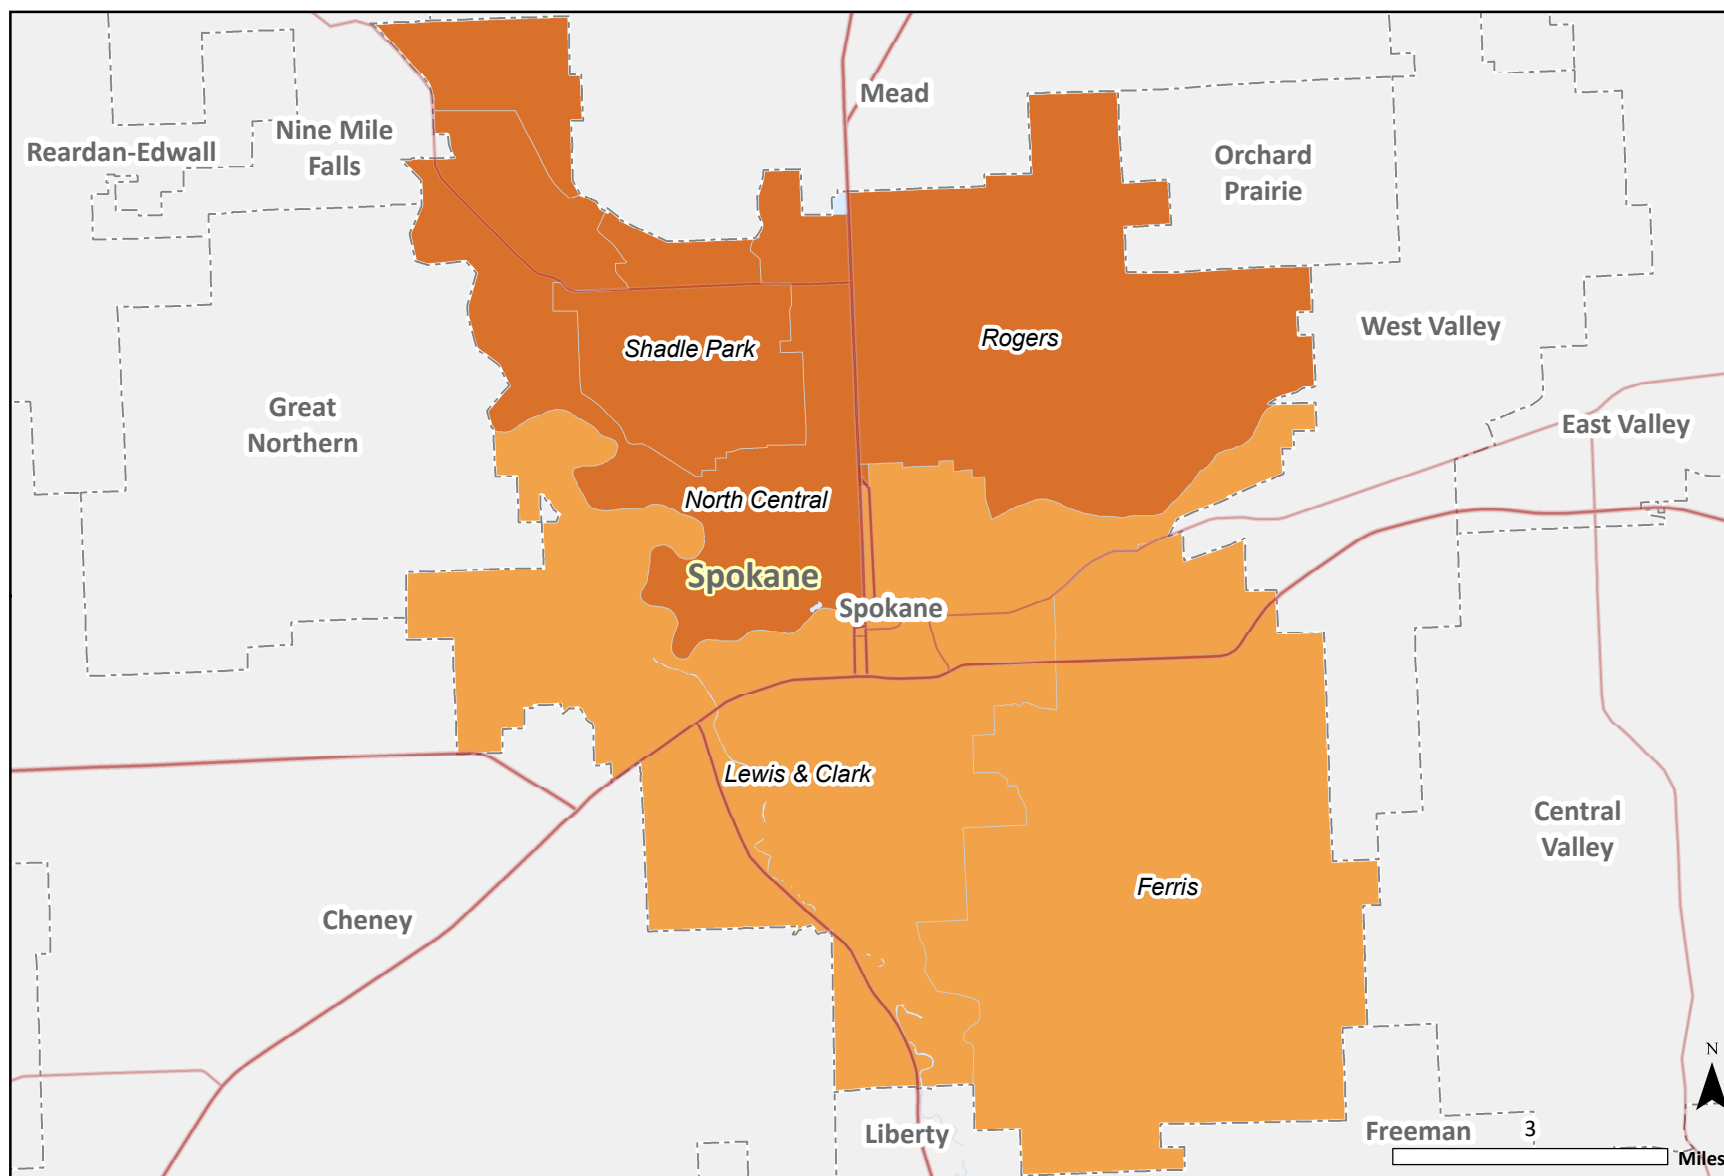 Mead
Nine Mile
Falls
Reardan-Edwall
Orchard
Prairie
West Valley
Rogers
Shadle Park
Great
Northern
East Valley
North Central
Spokane
Spokane
Lewis & Clark
Central
Valley
Ferris
Cheney
N
Liberty
Freeman
3
Miles